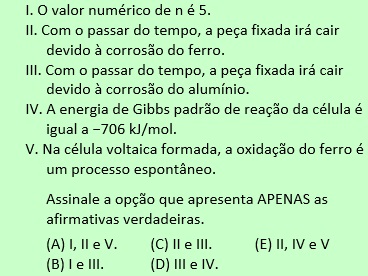 I. O valor numérico de n é 5.
II. Com o passar do tempo, a peça fixada irá cair
devido à corrosão do ferro.
III. Com o passar do tempo, a peça fixada irá cair
devido à corrosão do alumínio.
IV. A energia de Gibbs padrão de reação da célula é
igual a −706 kJ/mol.
V. Na célula voltaica formada, a oxidação do ferro é
um processo espontâneo.
Assinale a opção que apresenta APENAS as
afirmativas verdadeiras.
(A) I, II e V. (C) II e III. (E) II, IV e V
(B) I e III. (D) III e IV.